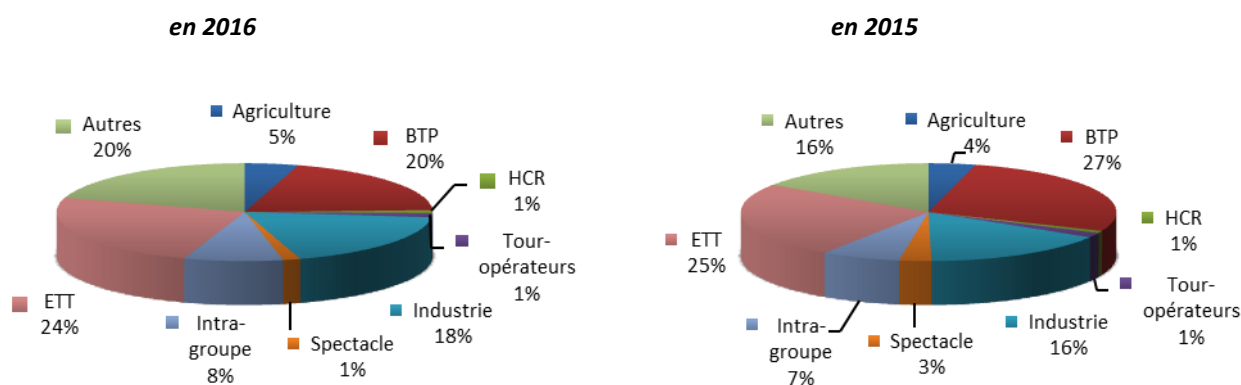 en 2016
Agriculture
5%
BTP
20%
HCR
1%
Tour-
opérateurs
1%
Industrie
18%
Spectacle
1%
Intra-
groupe
8%
ETT
24%
Autres
20%
en 2015
Agriculture
4%
BTP
27%
HCR
1%
Tour-
opérateurs
1%
Industrie
16%
Spectacle
3%
Intra-
groupe
7%
ETT
25%
Autres
16%